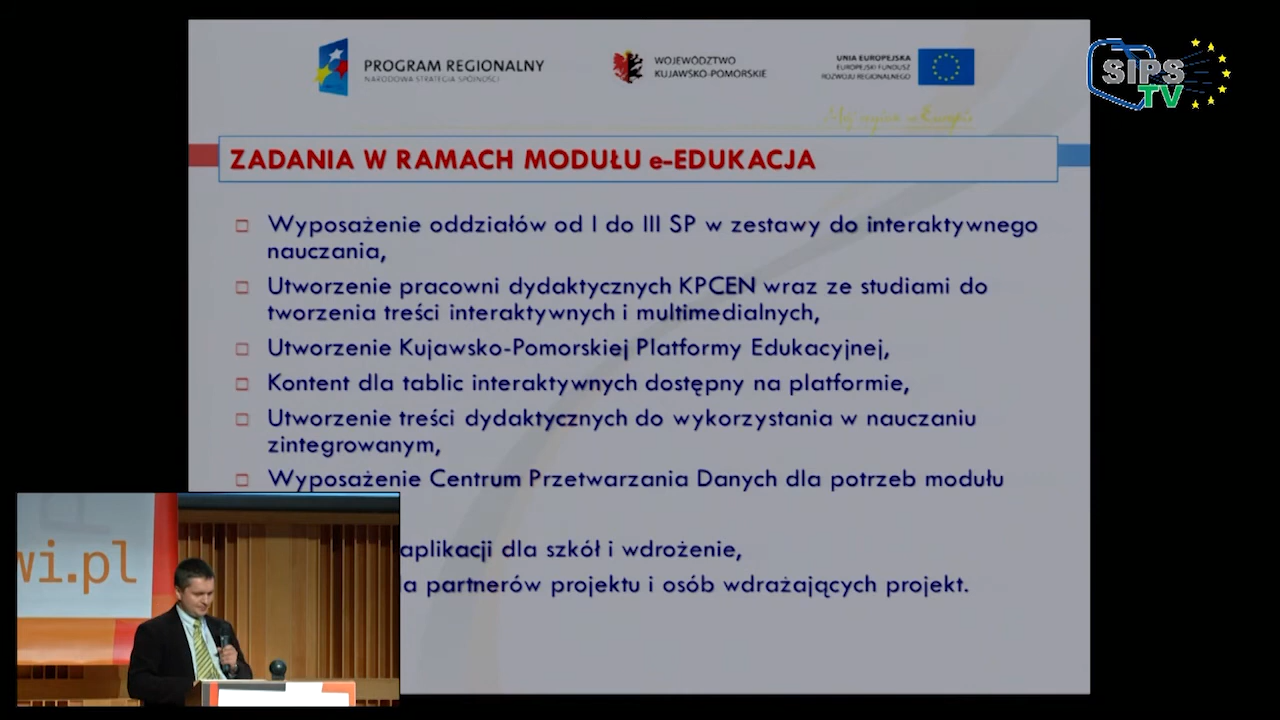 PROGRAM REGIONALNY
NARODOWA STRATEGIA SPÓJNOŚCI
WOJEWÓDZTWO
KUJAWSKO-POMORSKIE
UNIA EUROPEJSKA
EUROPEJSKI FUNDUSZ
ROZWOJU REGIONALNEGO
SIPS
TV
ZADANIA W RAMACH MODUŁU e-EDUKACJA
Wyposażenie oddziałów od I do III SP w zestawy do interaktywnego
nauczania,
Utworzenie pracowni dydaktycznych KPCEN wraz ze studiami do
tworzenia treści interaktywnych i multimedialnych,
Utworzenie Kujawsko-Pomorskiej Platformy Edukacyjnej,
Kontent dla tablic interaktywnych dostępny na platformie,
Utworzenie treści dydaktycznych do wykorzystania w nauczaniu
zintegrowanym,
Wyposażenie Centrum Przetwarzania Danych dla potrzeb modułu
aplikacji dla szkół i wdrożenie,
a partnerów projektu i osób wdrażających projekt.
wi.pl